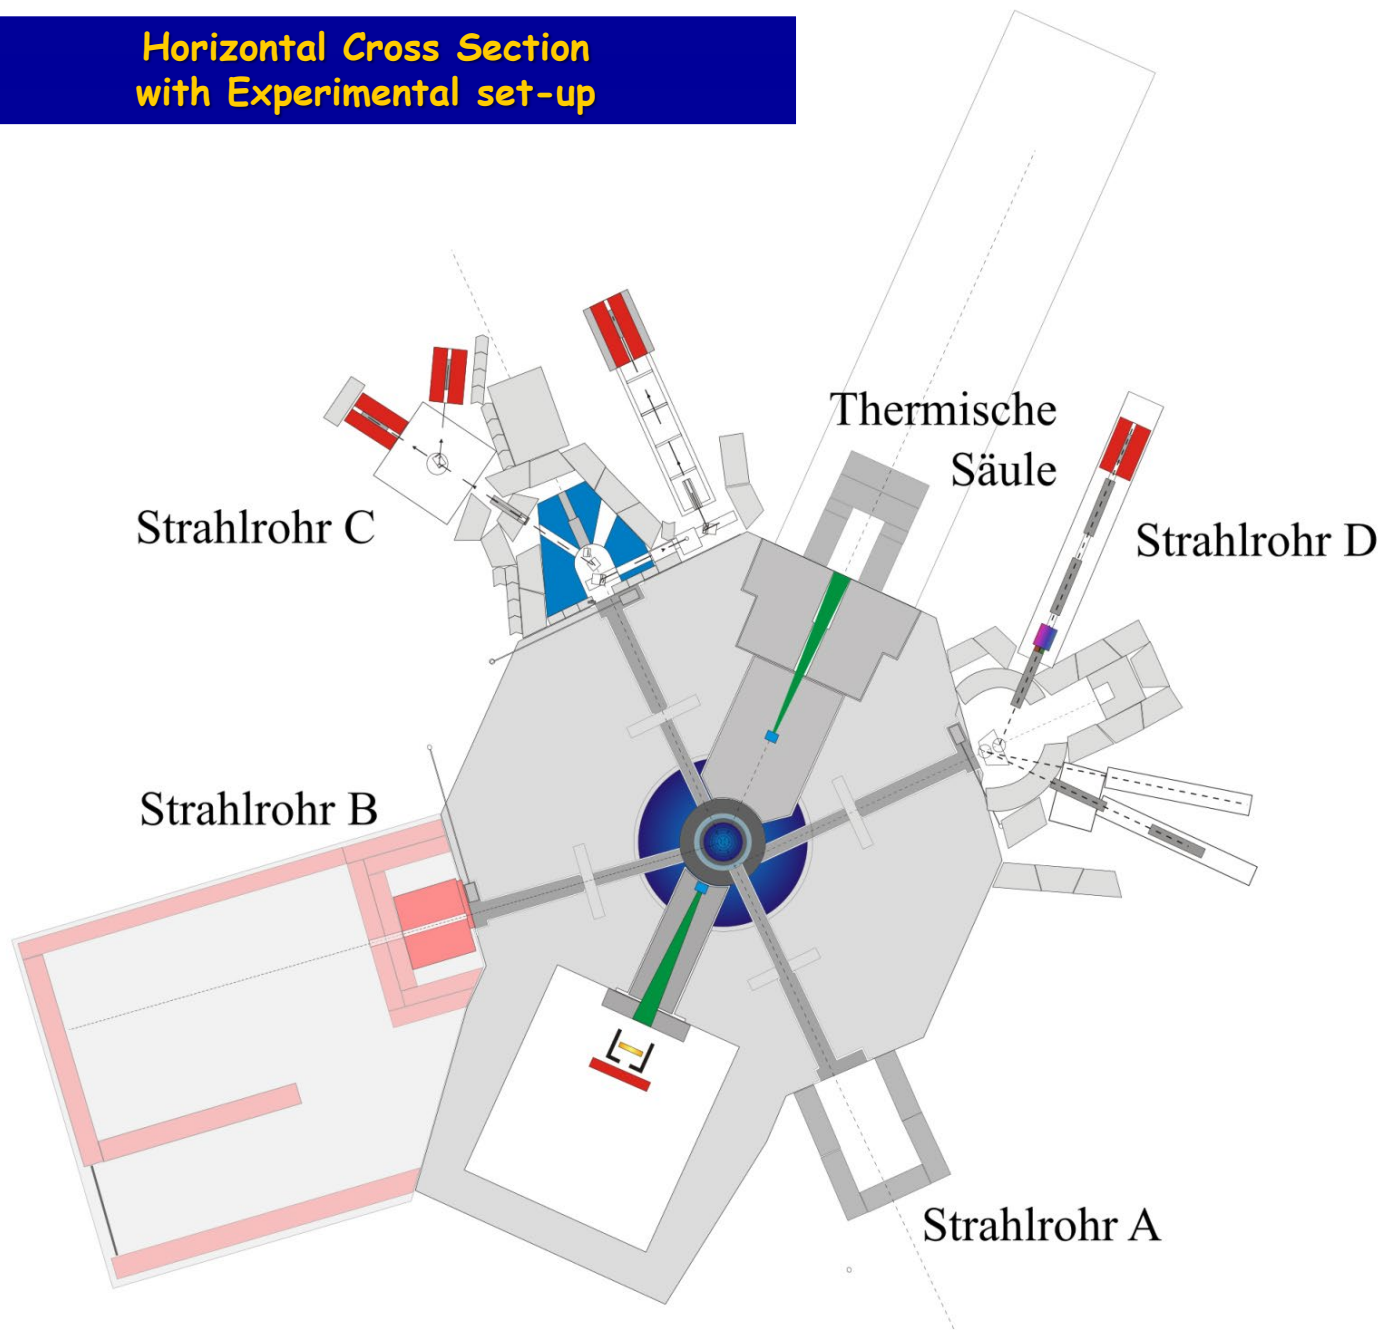 Horizontal Cross Section
with Experimental set-up
Thermische
Säule
Strahlrohr C
Strahlrohr D
Strahlrohr B
Strahlrohr A